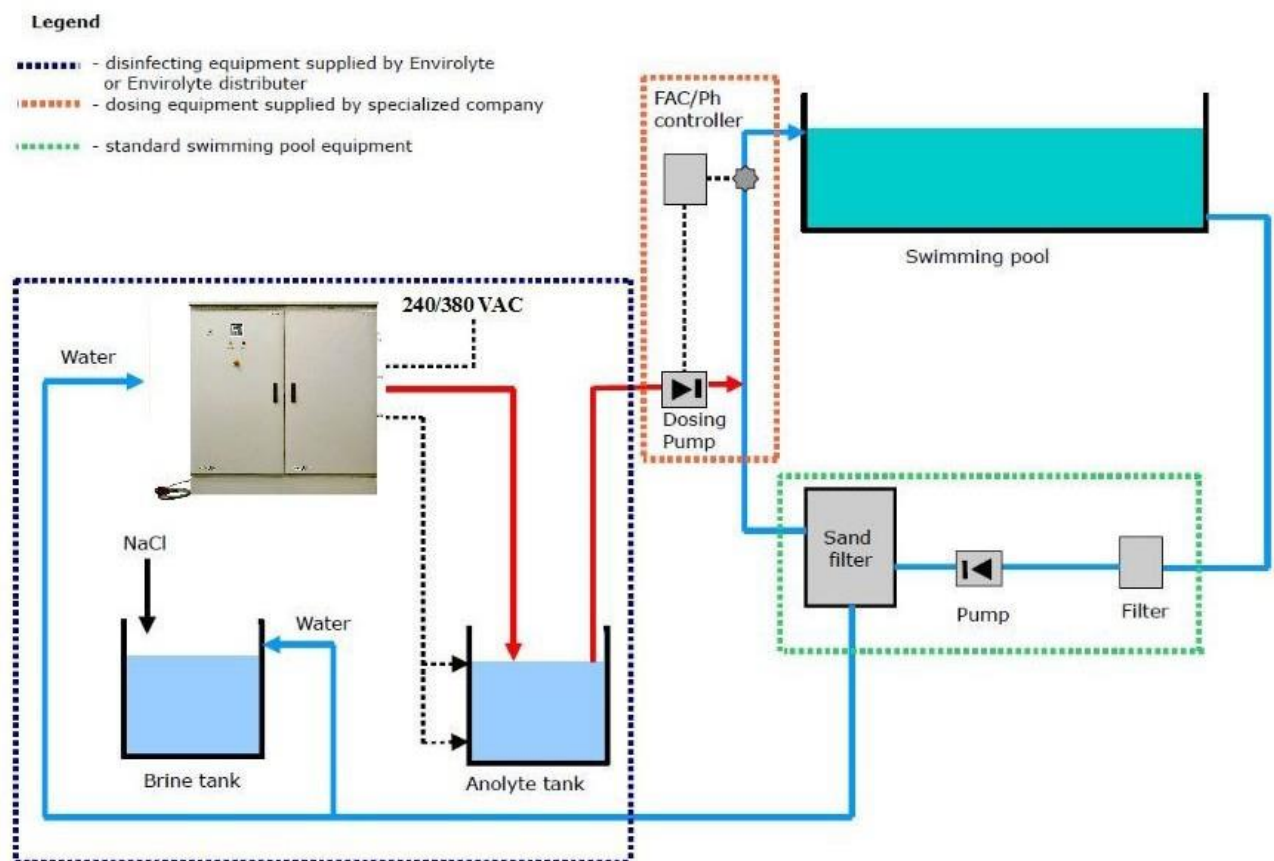 Legend
- disinfecting equipment supplied by Envirolyte
or Envirolyte distributer
- dosing equipment supplied by specialized company
- standard swimming pool equipment
FAC/Ph
controller
Swimming pool
240/380 VAC
Water
Dosing
Pump
Sand
filter
NaCl
Water
Pump
Filter
Brine tank
Anolyte tank